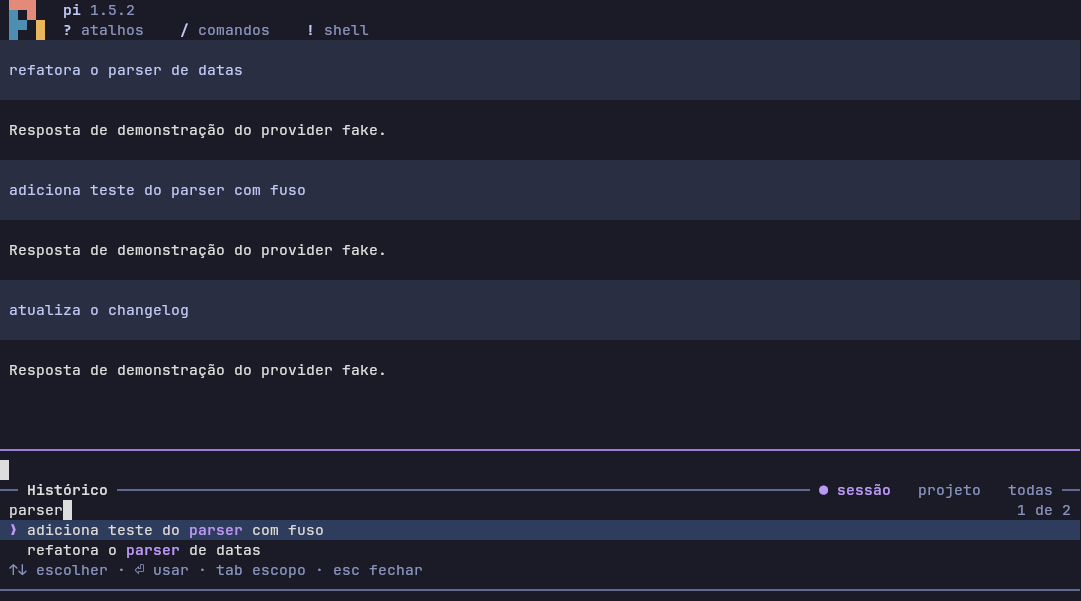 pi 1.5.2
? atalhos / comandos ! shell
refatora o parser de datas
Resposta de demonstração do provider fake.
adiciona teste do parser com fuso
Resposta de demonstração do provider fake.
atualiza o changelog
Resposta de demonstração do provider fake.
Histórico ● sessão projeto todas
parser 1 de 2
❯ adiciona teste do parser com fuso
refatora o parser de datas
↑↓ escolher · ⏎ usar · tab escopo · esc fechar